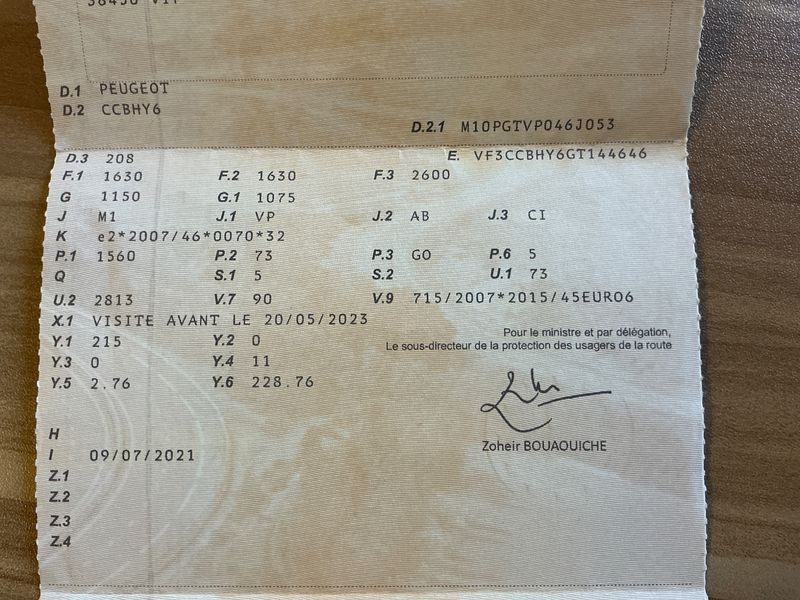 D.1 PEUGEOT
D.2 CCBHY6
D.2.1 M10PGTVP046J053
D.3 208
E. VF3CCBHY6GT144646
F.1 1630 F.2 1630 F.3 2600
G 1150 G.1 1075
J M1 J.1 VP J.2 AB J.3 CI
K e2*2007/46*0070*32
P.1 1560 P.2 73 P.3 GO P.6 5
Q S.1 5 S.2 U.1 73
U.2 2813 V.7 90 V.9 715/2007*2015/45EURO6
X.1 VISITE AVANT LE 20/05/2023
Pour le ministre et par délégation,
Y.1 215 Y.2 0
Le sous-directeur de la protection des usagers de la route
Y.3 0 Y.4 11
Y.5 2.76 Y.6 228.76
H
Zoheir BOUAOUICHE
I 09/07/2021
Z.1
Z.2
Z.3
Z.4